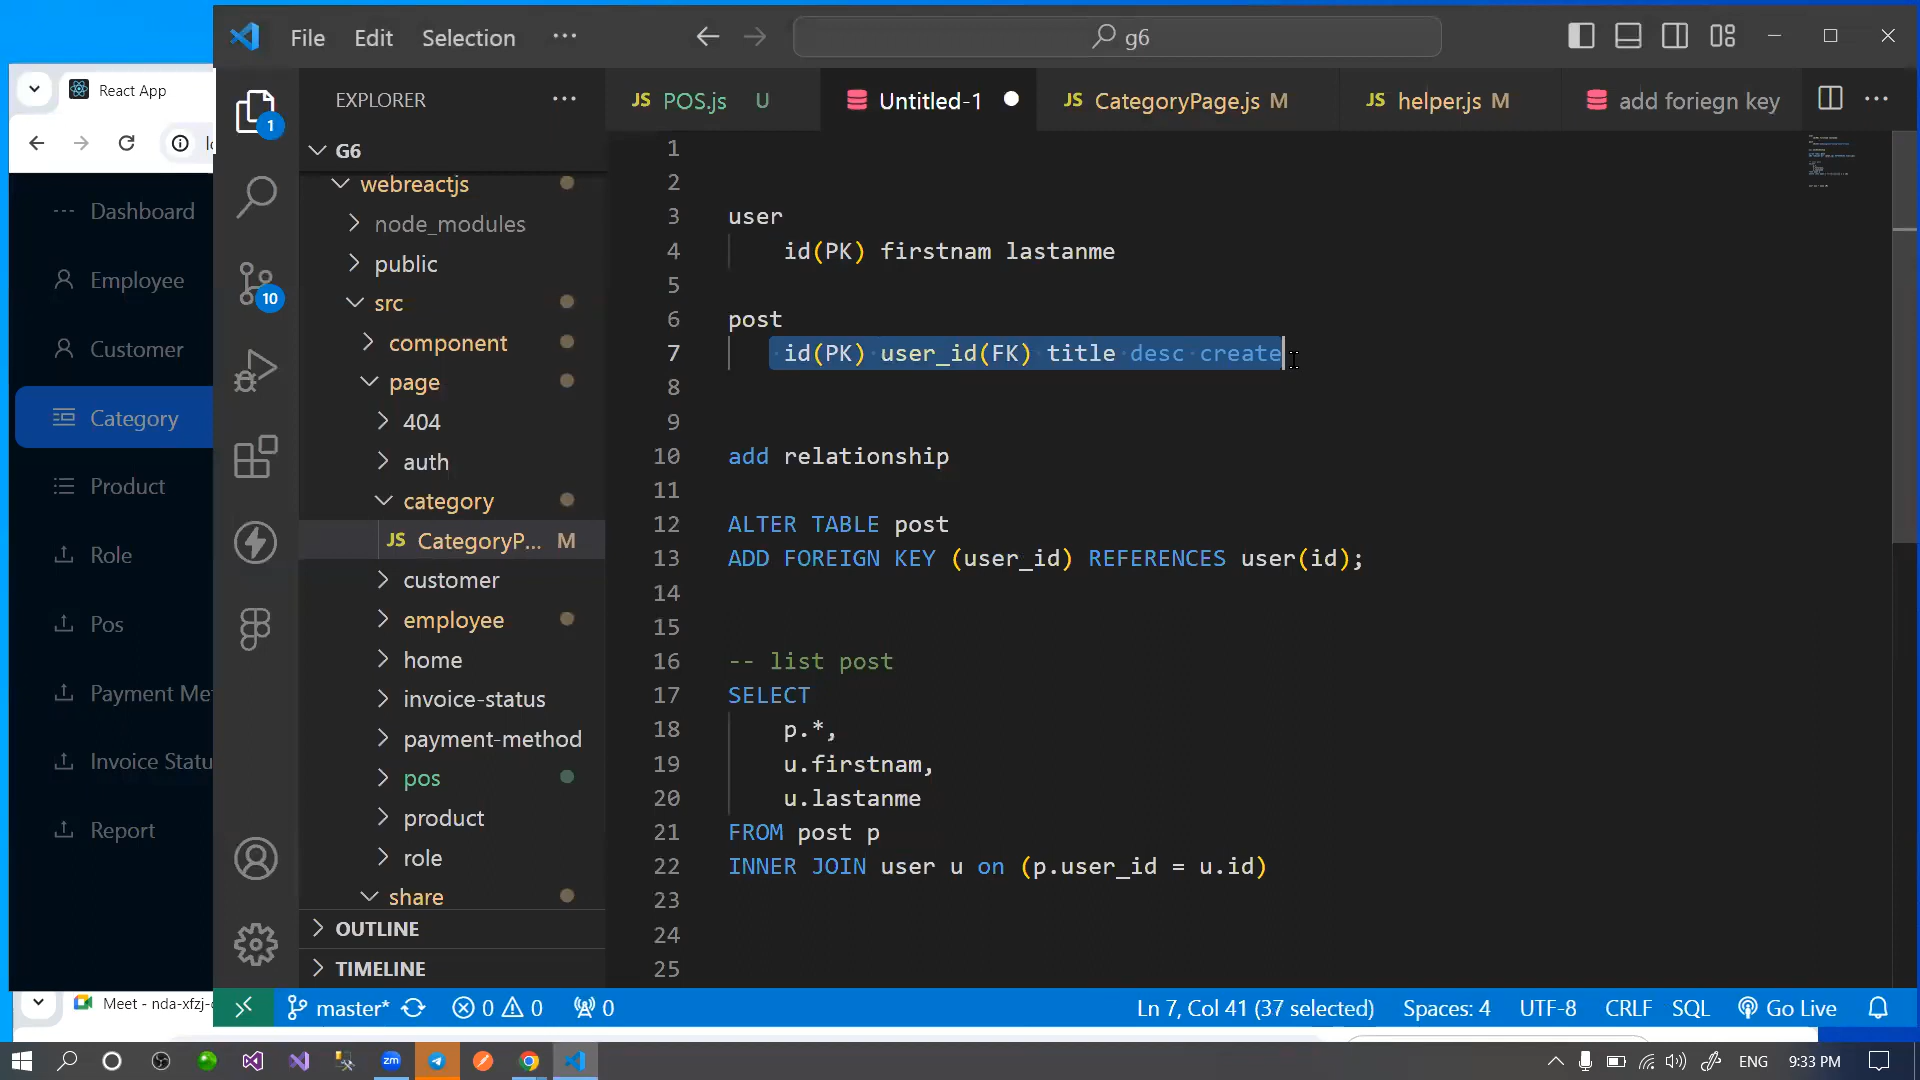 File Edit Selection ···
g6
React App
EXPLORER ···
JS POS.js U
Untitled-1
JS CategoryPage.js M
JS helper.js M
add foriegn key
G6
webreactjs
node_modules
public
src
component
page
404
auth
category
JS CategoryP... M
customer
employee
home
invoice-status
payment-method
pos
product
role
share
OUTLINE
TIMELINE
Dashboard
Employee
Customer
Category
Product
Role
Pos
Payment Me
Invoice Statu
Report
1
10
1
2
3 user
4 id(PK) firstnam lastanme
5
6 post
7 id(PK) user_id(FK) title desc create
8
9
10 add relationship
11
12 ALTER TABLE post
13 ADD FOREIGN KEY (user_id) REFERENCES user(id);
14
15
16 -- list post
17 SELECT
18 p.*,
19 u.firstnam,
20 u.lastanme
21 FROM post p
22 INNER JOIN user u on (p.user_id = u.id)
23
24
25
Meet - nda-xfzj-
master* 0 0 0
Ln 7, Col 41 (37 selected) Spaces: 4 UTF-8 CRLF SQL Go Live
zm
ENG 9:33 PM